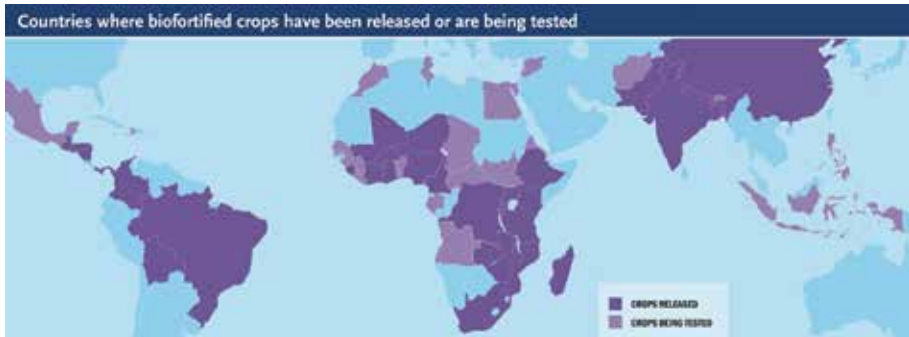 Countries where biofortified crops have been released or are being tested
CROPS RELEASED
CROPS BEING TESTED